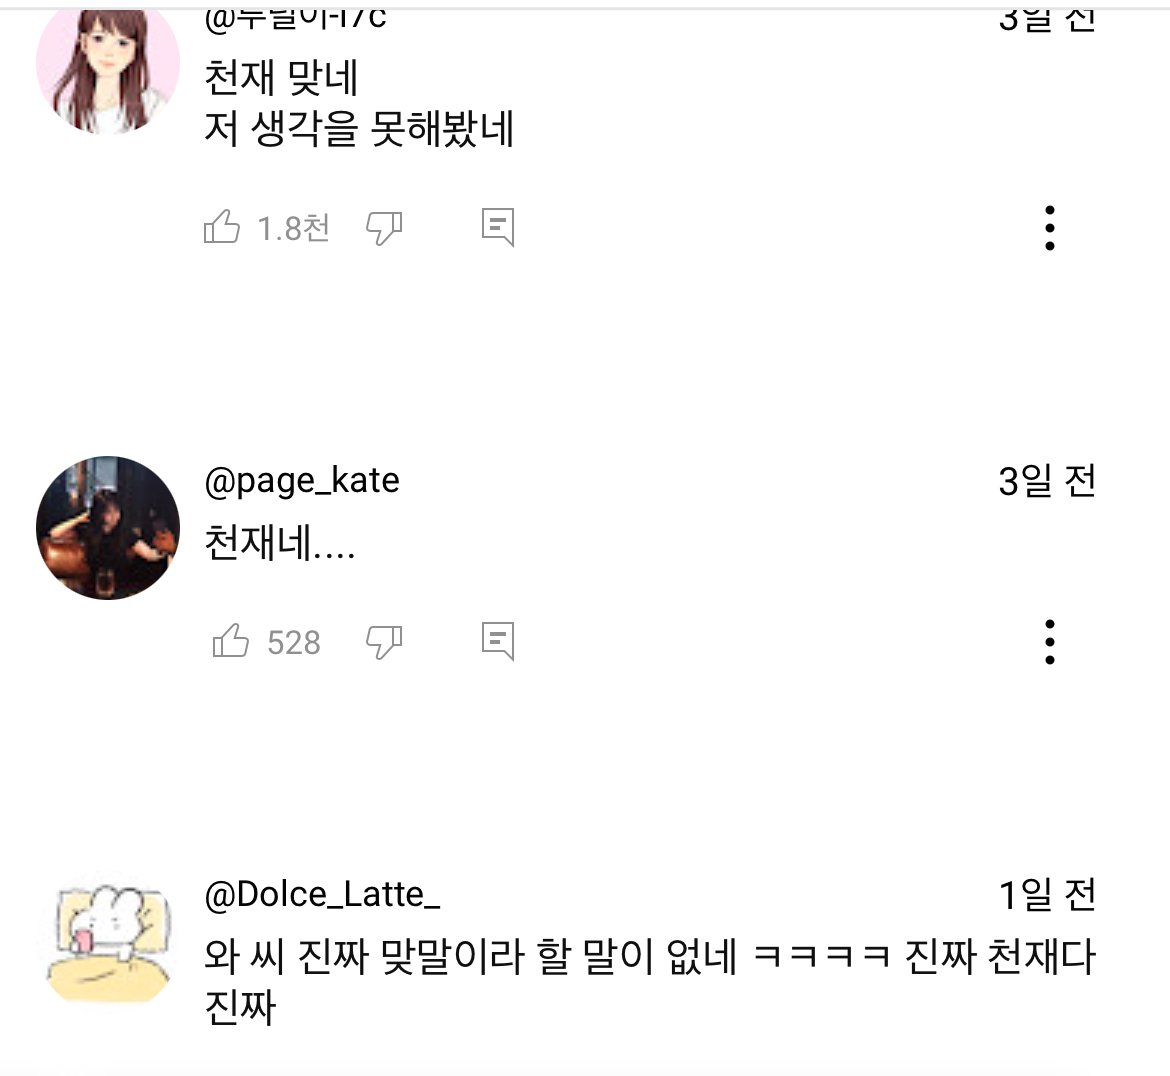 3일 전
천재 맞네
저 생각을 못해봤네
1.8천
@page_kate
3일 전
천재네....
528
@Dolce_Latte_
1일 전
와 씨 진짜 맞말이라 할 말이 없네 ㅋㅋㅋㅋ 진짜 천재다
진짜